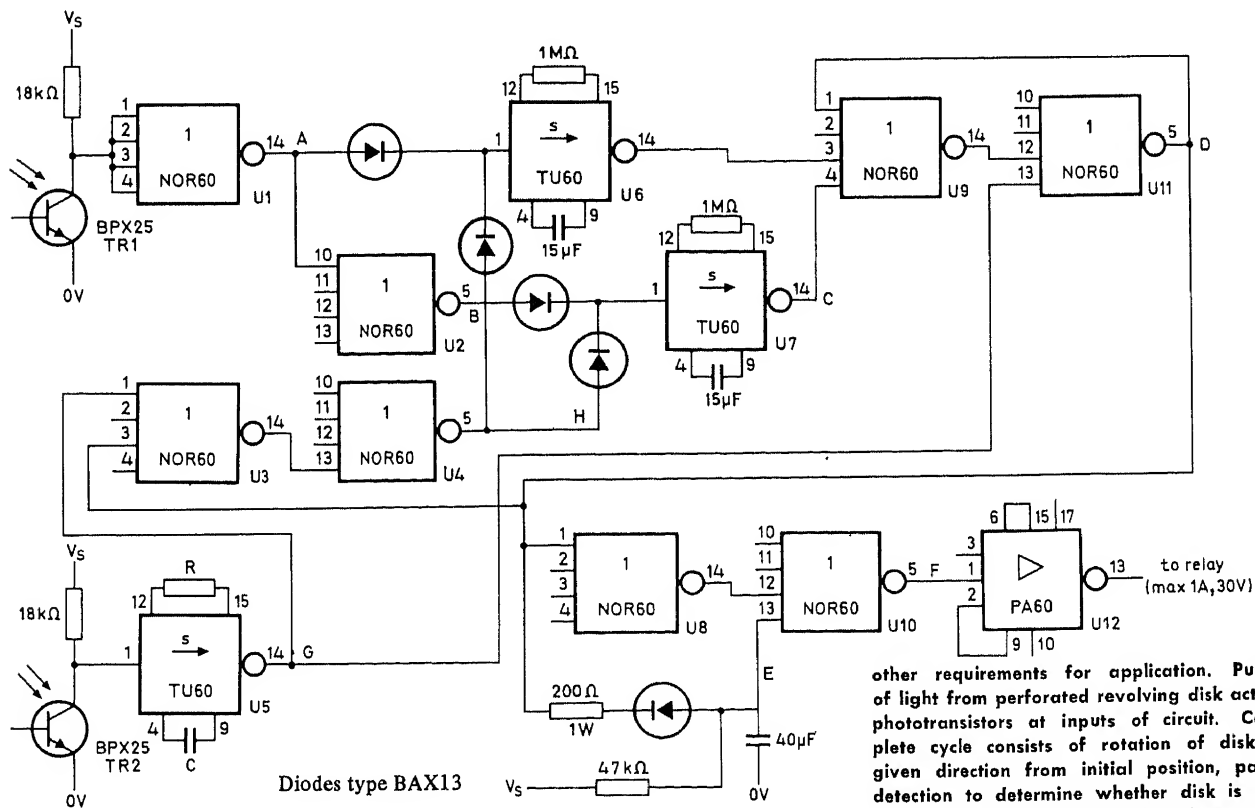 Vs
18kΩ
1
2
3
4
1
NOR60
14
U1
A
BPX25
TR1
0V
10
11
12
13
1
NOR60
5
B
U2
1MΩ
12
15
1
s
TU60
14
U6
4
9
15μF
1MΩ
12
15
1
s
TU60
14
C
U7
4
9
15μF
1
2
3
4
1
NOR60
14
U9
10
11
12
13
1
NOR60
5
D
U11
1
2
3
4
1
NOR60
14
U3
10
11
12
13
1
NOR60
5
H
U4
Vs
18kΩ
R
12
15
1
s
TU60
14
G
U5
4
9
C
BPX25
TR2
0V
1
2
3
4
1
NOR60
14
U8
10
11
12
13
1
NOR60
5
F
U10
E
200Ω
1W
40μF
0V
Vs
47kΩ
6
15
17
3
1
2
PA60
13
U12
9
10
to relay
(max 1A,30V)
Diodes type BAX13
other requirements for application. Pu
of light from perforated revolving disk act
phototransistors at inputs of circuit. C
plete cycle consists of rotation of disk
given direction from initial position, pa
detection to determine whether disk is